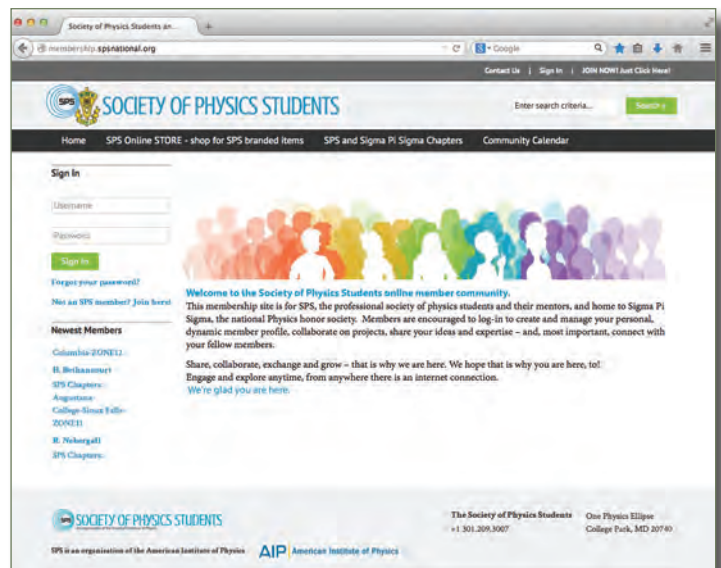 Society of Physics Students an...
membership.spsnational.org
Google
Contact Us | Sign In | JOIN NOW! Just Click Here!
SPS
SOCIETY OF PHYSICS STUDENTS
Enter search criteria...
Search
Home SPS Online STORE - shop for SPS branded items SPS and Sigma Pi Sigma Chapters Community Calendar
Sign In
Username
Password
Sign In
Forgot your password?
Not an SPS member? Join here!
Newest Members
Columbia-ZONE11
H. Bethancourt
SPS Chapters-
Augustana
College-Sioux Falls-
ZONE11
R. Nebergall
SPS Chapters-
Welcome to the Society of Physics Students online member community.
This membership site is for SPS, the professional society of physics students and their mentors, and home to Sigma Pi
Sigma, the national Physics honor society. Members are encouraged to log-in to create and manage your personal,
dynamic member profile, collaborate on projects, share your ideas and expertise – and, most important, connect with
your fellow members.
Share, collaborate, exchange and grow – that is why we are here. We hope that is why you are here, to!
Engage and explore anytime, from anywhere there is an internet connection.
We're glad you are here.
SPS SOCIETY OF PHYSICS STUDENTS
SPS is an organization of the American Institute of Physics
AIP American Institute of Physics
The Society of Physics Students
+1 301.209.3007
One Physics Ellipse
College Park, MD 20740